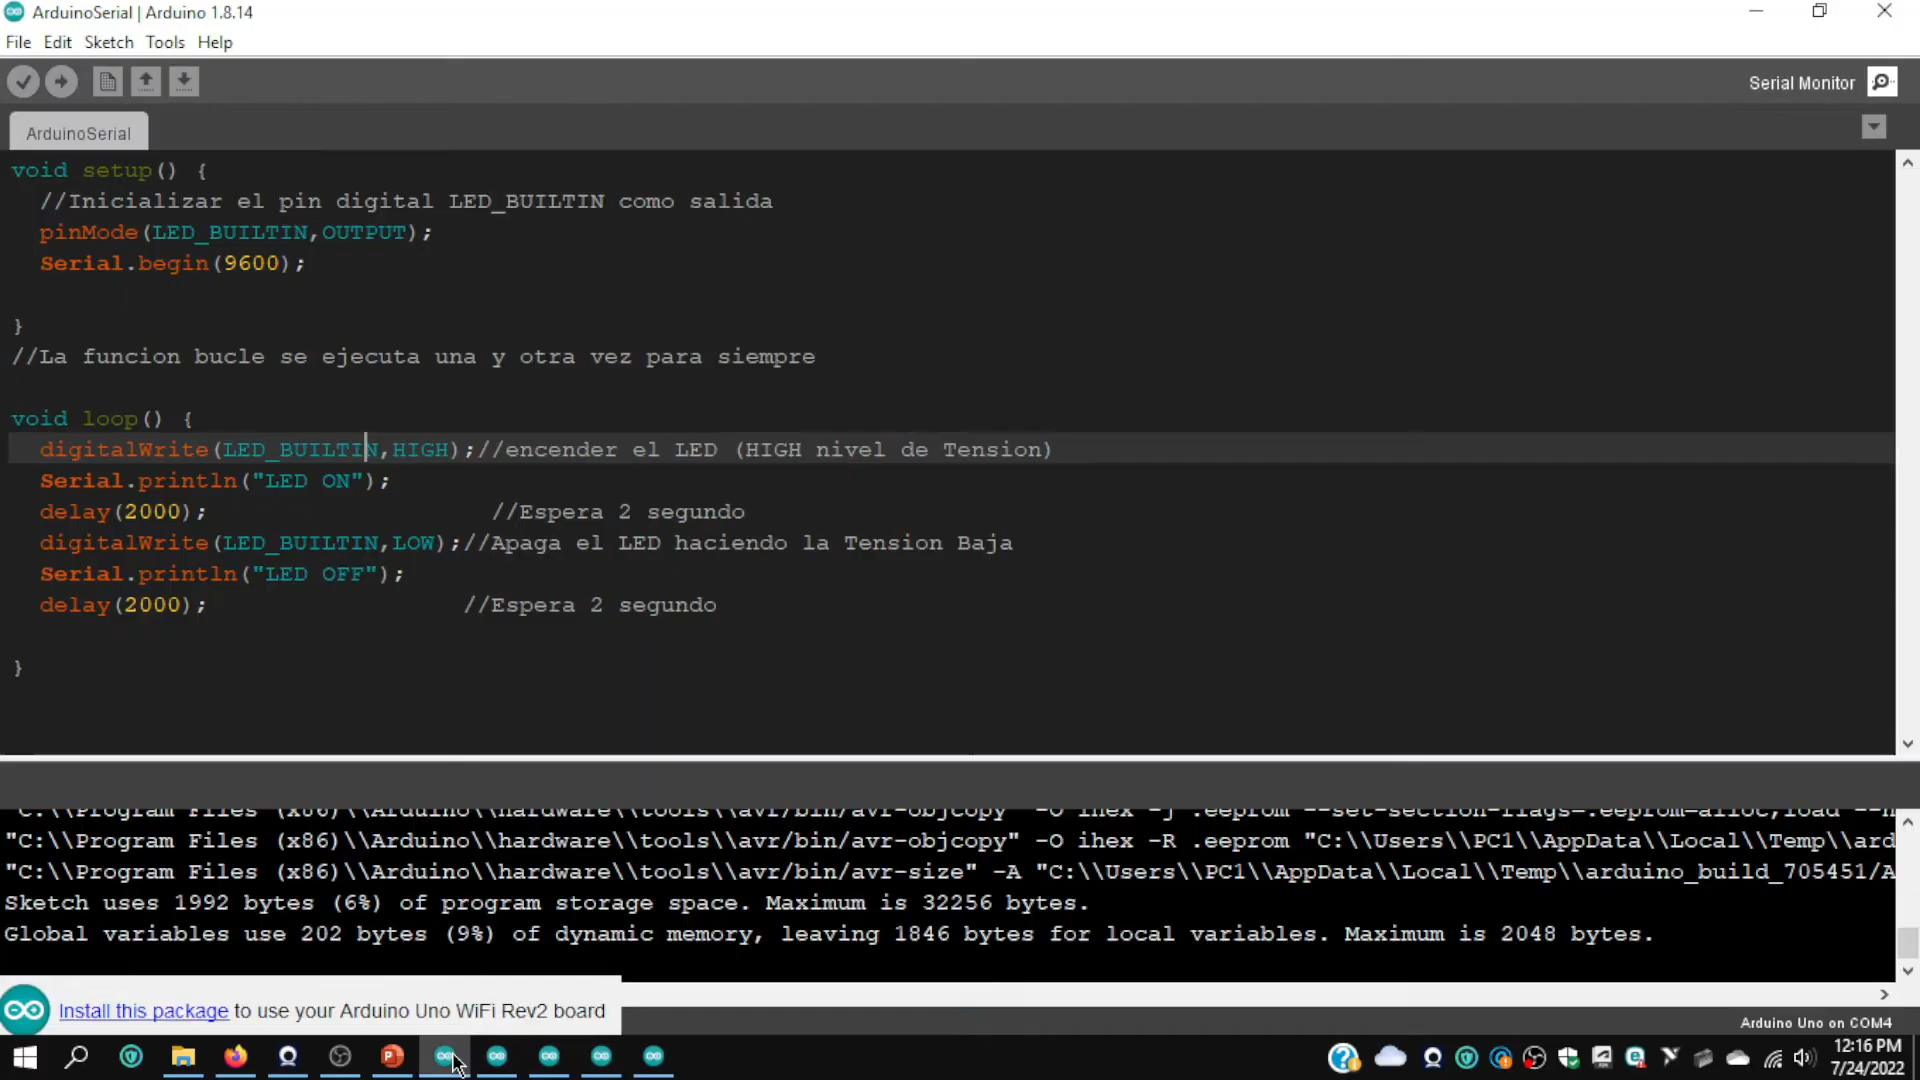 ArduinoSerial | Arduino 1.8.14
File Edit Sketch Tools Help
Serial Monitor
ArduinoSerial
void setup() {
//Inicializar el pin digital LED_BUILTIN como salida
pinMode(LED_BUILTIN,OUTPUT);
Serial.begin(9600);
}
//La funcion bucle se ejecuta una y otra vez para siempre
void loop() {
digitalWrite(LED_BUILTIN,HIGH);//encender el LED (HIGH nivel de Tension)
Serial.println("LED ON");
delay(2000); //Espera 2 segundo
digitalWrite(LED_BUILTIN,LOW);//Apaga el LED haciendo la Tension Baja
Serial.println("LED OFF");
delay(2000); //Espera 2 segundo
}
"C:\\Program Files (x86)\\Arduino\\hardware\\tools\\avr/bin/avr-objcopy" -O ihex -j .eeprom --set-section-flags=.eeprom=alloc,load
"C:\\Program Files (x86)\\Arduino\\hardware\\tools\\avr/bin/avr-objcopy" -O ihex -R .eeprom "C:\\Users\\PC1\\AppData\\Local\\Temp\\ard
"C:\\Program Files (x86)\\Arduino\\hardware\\tools\\avr/bin/avr-size" -A "C:\\Users\\PC1\\AppData\\Local\\Temp\\arduino_build_705451/A
Sketch uses 1992 bytes (6%) of program storage space. Maximum is 32256 bytes.
Global variables use 202 bytes (9%) of dynamic memory, leaving 1846 bytes for local variables. Maximum is 2048 bytes.
Install this package to use your Arduino Uno WiFi Rev2 board
Arduino Uno on COM4
12:16 PM
7/24/2022